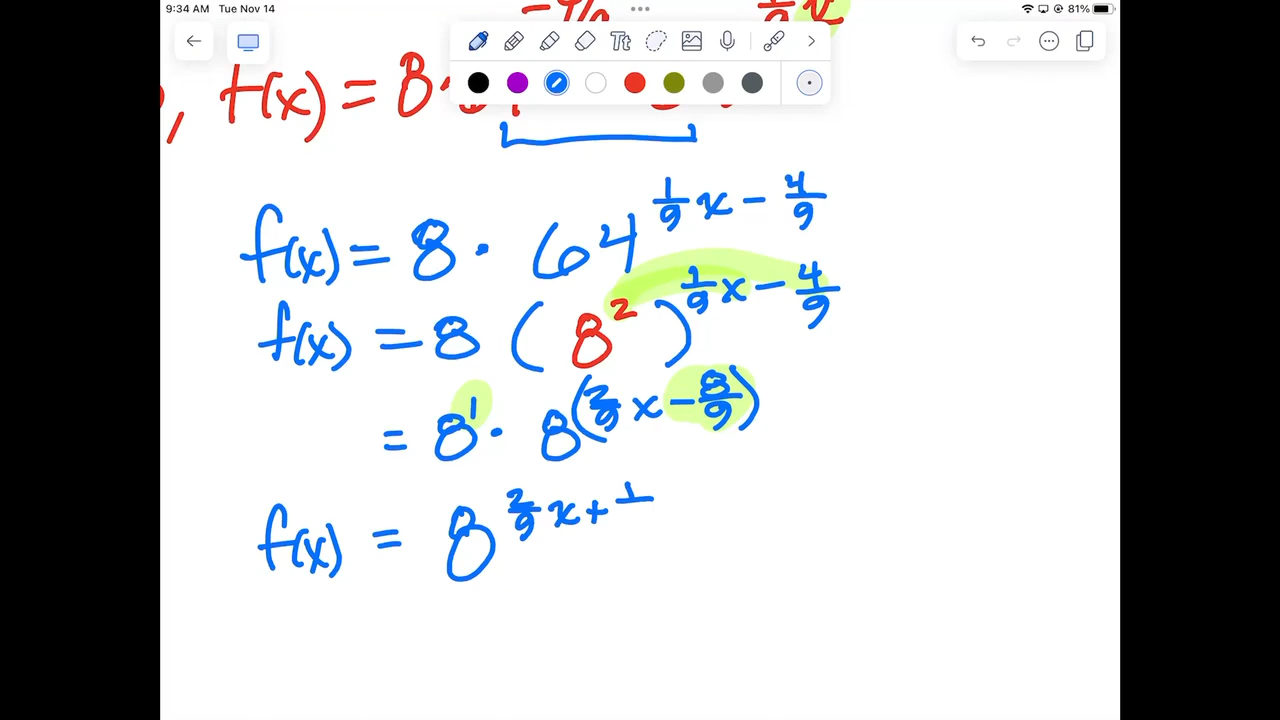 9:34 AM Tue Nov 14 81%
Tt
, f(x) = 8 ·
f(x) = 8 · 64^(1/9 x − 4/9)
f(x) = 8 (8²)^(1/9 x − 4/9)
= 8¹ · 8^(2/9 x − 8/9)
f(x) = 8^(2/9 x + 1/